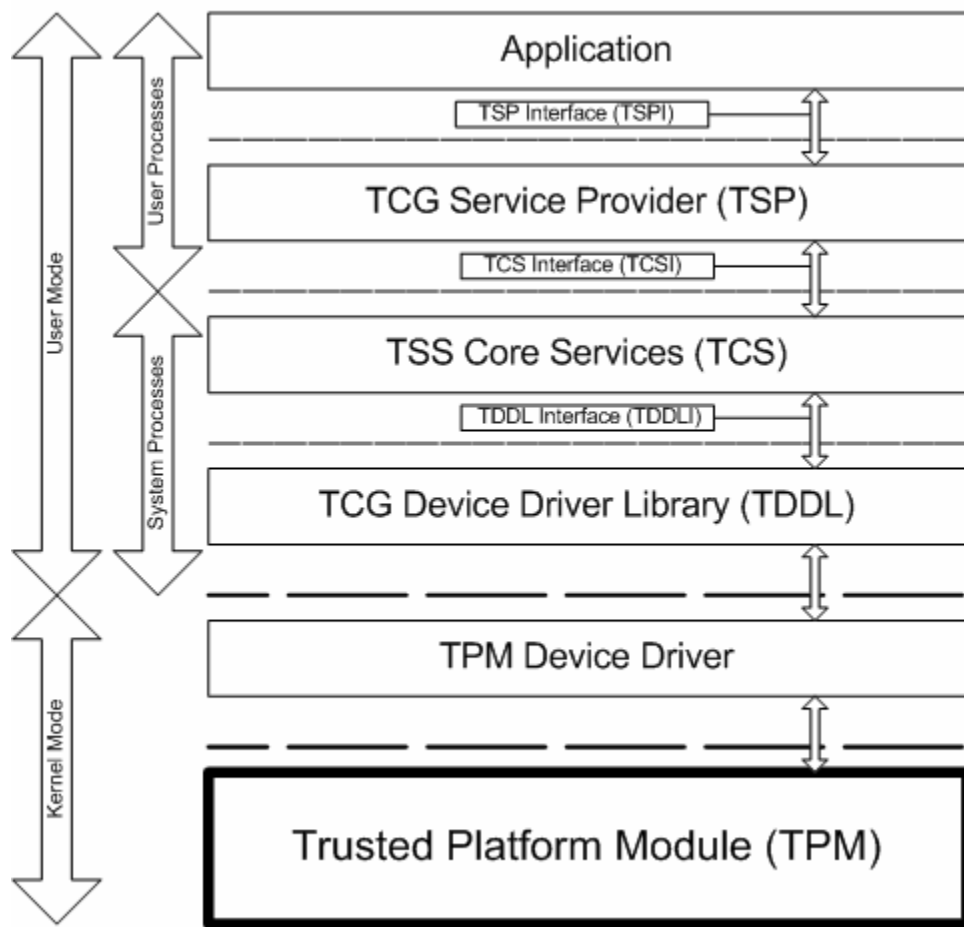 Application
TSP Interface (TSPI)
User Processes
TCG Service Provider (TSP)
TCS Interface (TCSI)
User Mode
TSS Core Services (TCS)
TDDL Interface (TDDLI)
System Processes
TCG Device Driver Library (TDDL)
TPM Device Driver
Kernel Mode
Trusted Platform Module (TPM)